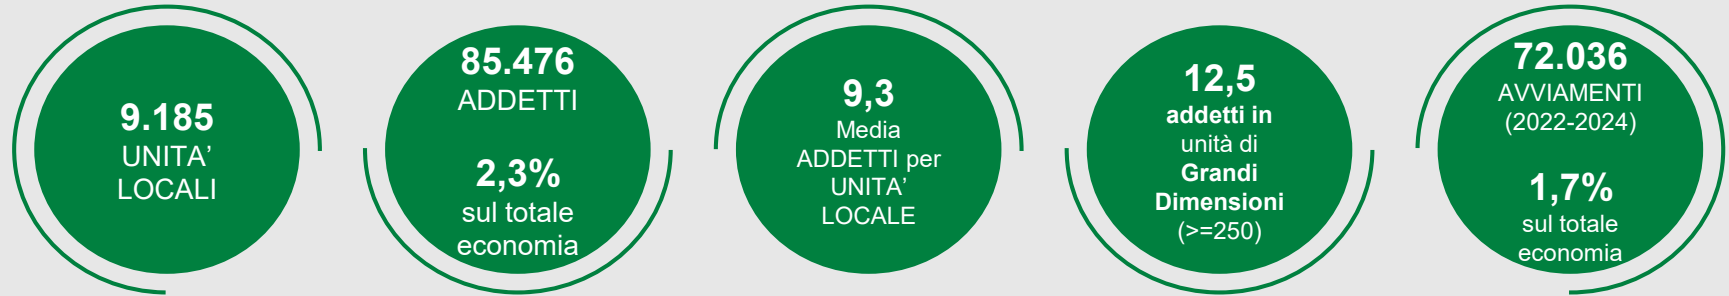 9.185
UNITA’
LOCALI
85.476
ADDETTI
2,3%
sul totale
economia
9,3
Media
ADDETTI per
UNITA’
LOCALE
12,5
addetti in
unità di
Grandi
Dimensioni
(>=250)
72.036
AVVIAMENTI
(2022-2024)
1,7%
sul totale
economia